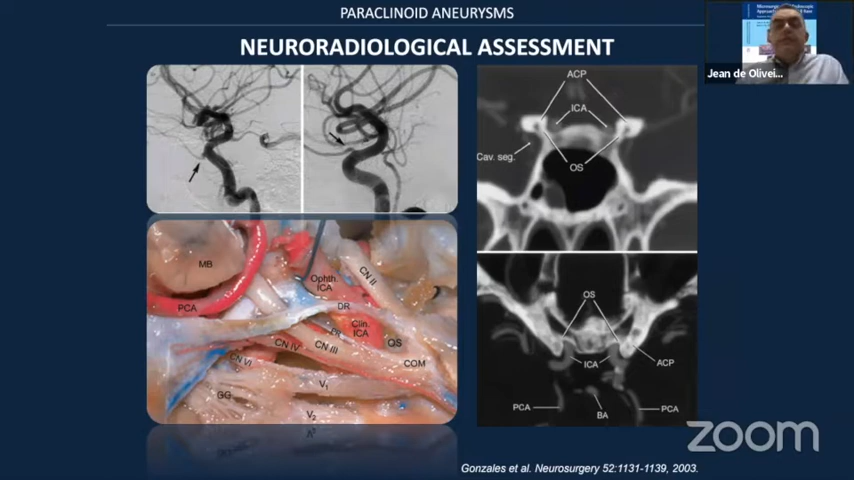 PARACLINOID ANEURYSMS
NEURORADIOLOGICAL ASSESSMENT
Jean de Olivei...
ACP
ICA
Cav. seg.
OS
MB
PCA
Ophth. ICA
CN II
DR
PR
Clin. ICA
OS
CN IV
CN III
COM
CN VI
V1
GG
V2
OS
ICA
ACP
PCA
BA
PCA
zoom
Gonzales et al. Neurosurgery 52:1131-1139, 2003.